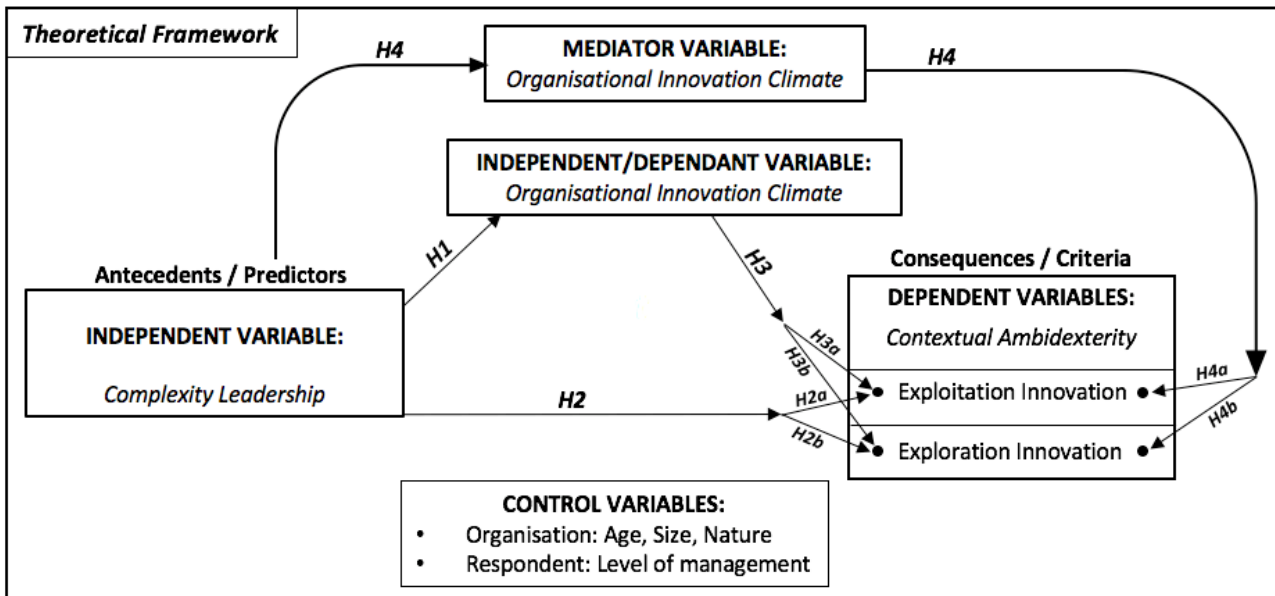 Theoretical Framework
H4
MEDIATOR VARIABLE:
Organisational Innovation Climate
H4
INDEPENDENT/DEPENDANT VARIABLE:
Organisational Innovation Climate
H1
H3
Antecedents / Predictors
INDEPENDENT VARIABLE:
Complexity Leadership
H2
Consequences / Criteria
DEPENDENT VARIABLES:
Contextual Ambidexterity
H3a
H3b
H2a
H2b
Exploitation Innovation
Exploration Innovation
H4a
H4b
CONTROL VARIABLES:
• Organisation: Age, Size, Nature
• Respondent: Level of management